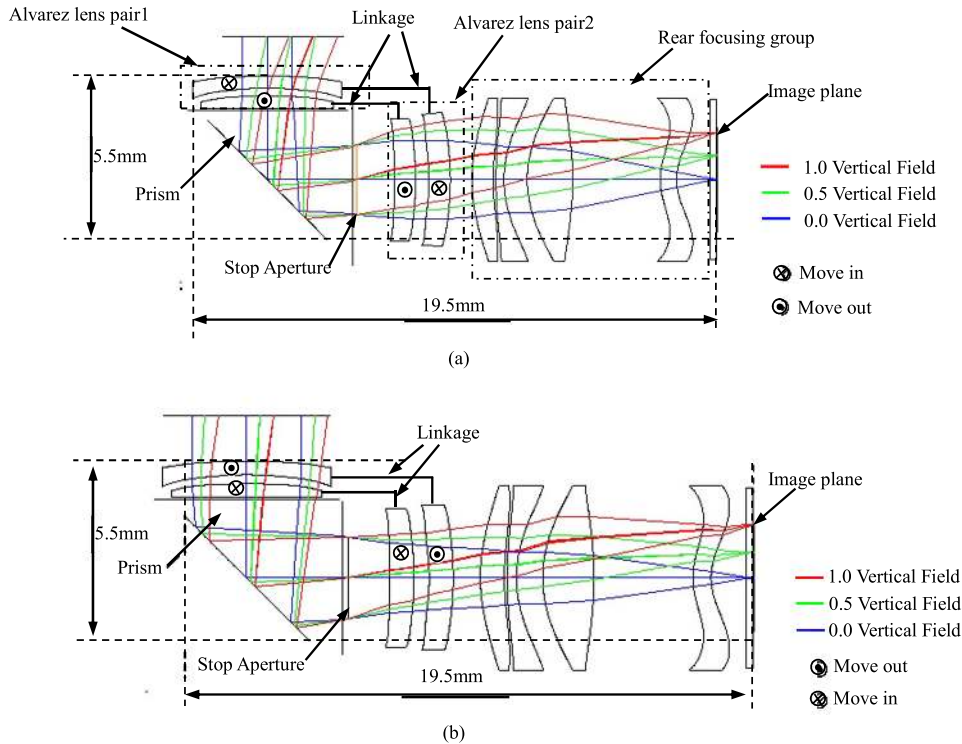 Alvarez lens pair1
Linkage
Alvarez lens pair2
Rear focusing group
Image plane
5.5mm
Prism
1.0 Vertical Field
0.5 Vertical Field
0.0 Vertical Field
Stop Aperture
Move in
19.5mm
Move out
(a)
Linkage
Image plane
5.5mm
Prism
1.0 Vertical Field
0.5 Vertical Field
0.0 Vertical Field
Stop Aperture
Move out
19.5mm
Move in
(b)